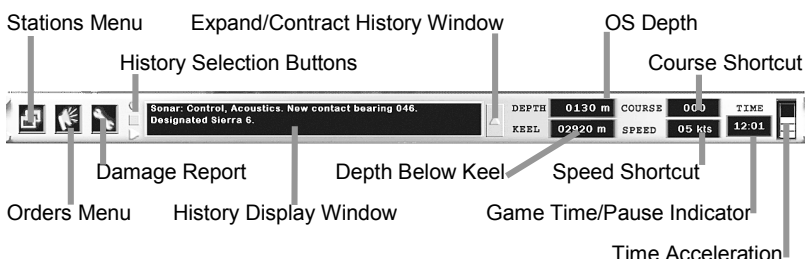 Stations Menu
Expand/Contract History Window
OS Depth
History Selection Buttons
Course Shortcut
Sonar: Control, Acoustics. New contact bearing 046.
Designated Sierra 6.
DEPTH 0130 m COURSE 000 TIME
KEEL 02920 m SPEED 05 kts 12:01
Damage Report
Depth Below Keel
Speed Shortcut
Orders Menu
History Display Window
Game Time/Pause Indicator
Time Acceleration